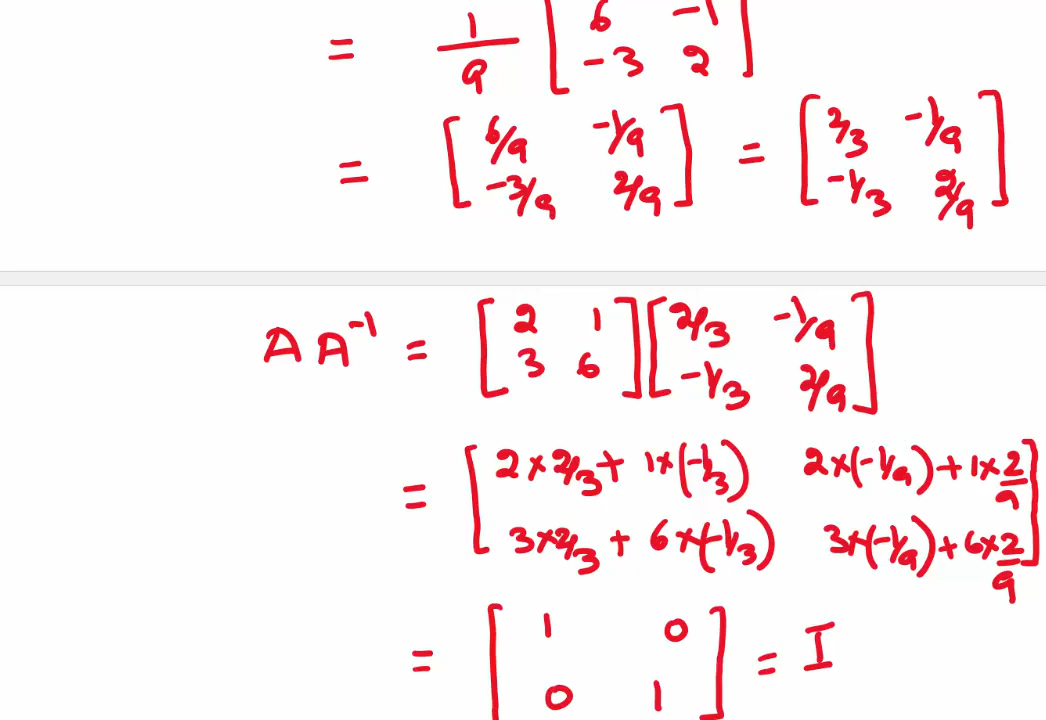 = 1/9 [ 6 -1
-3 2 ]
= [ 6/9 -1/9 = [ 2/3 -1/9
-3/9 2/9 ] -1/3 2/9 ]
A A⁻¹ = [ 2 1 [ 2/3 -1/9
3 6 ] -1/3 2/9 ]
= [ 2×2/3 + 1×(-1/3) 2×(-1/9) + 1×2/9
3×2/3 + 6×(-1/3) 3×(-1/9) + 6×2/9 ]
= [ 1 0 = I
0 1 ]